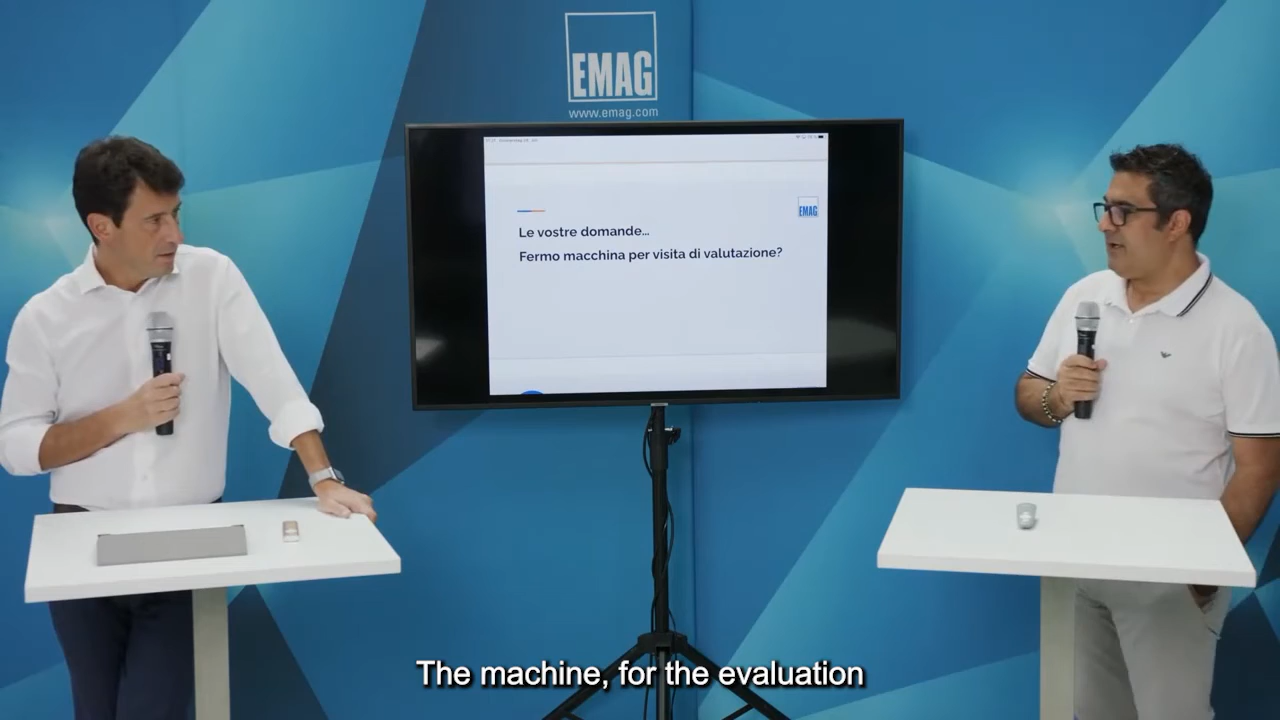 EMAG
www.emag.com
EMAG
Le vostre domande...
Fermo macchina per visita di valutazione?
The machine, for the evaluation